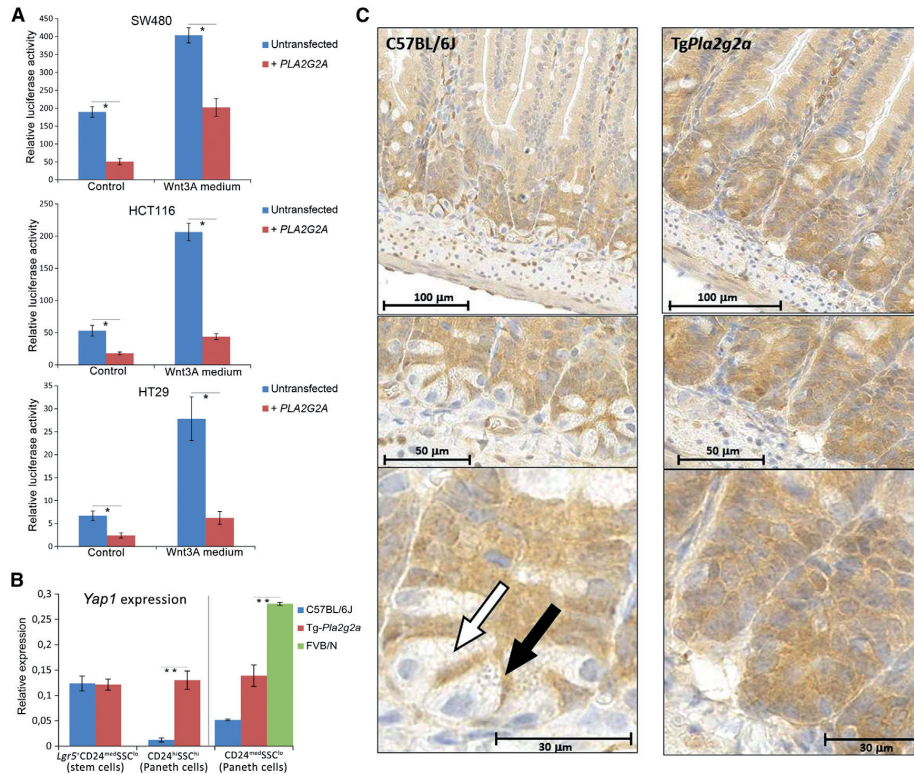 A
SW480
Relative luciferase activity
450
400
350
300
250
200
150
100
50
0
*
*
Untransfected
+ PLA2G2A
Control
Wnt3A medium
HCT116
Relative luciferase activity
250
200
150
100
50
0
*
*
Untransfected
+ PLA2G2A
Control
Wnt3A medium
HT29
Relative luciferase activity
35
30
25
20
15
10
5
0
*
*
Untransfected
+ PLA2G2A
Control
Wnt3A medium
B
Yap1 expression
Relative expression
0,3
0,25
0,2
0,15
0,1
0,05
0
**
**
C57BL/6J
Tg-Pla2g2a
FVB/N
Lgr5⁺CD24ᵐᵉᵈSSCˡᵒ
(stem cells)
CD24ʰⁱSSCʰⁱ
(Paneth cells)
CD24ᵐᵉᵈSSCˡᵒ
(Paneth cells)
C
C57BL/6J
TgPla2g2a
100 µm
100 µm
50 µm
50 µm
30 µm
30 µm